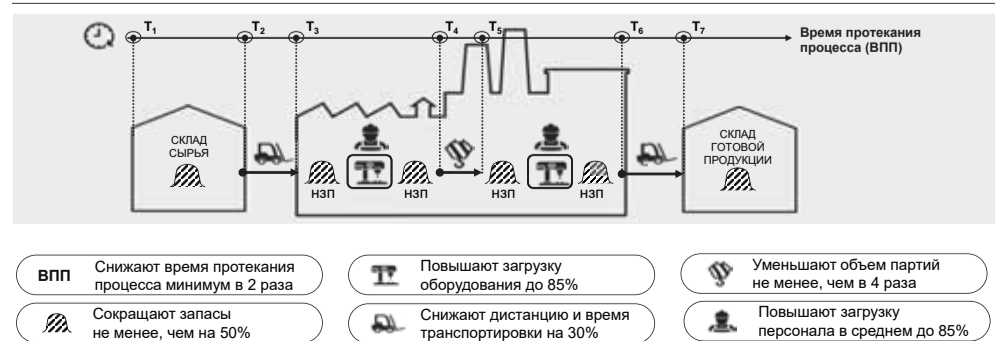 T1 T2 T3 T4 T5 T6 T7
Время протекания
процесса (ВПП)
СКЛАД
СЫРЬЯ
НЗП
НЗП
НЗП
НЗП
СКЛАД
ГОТОВОЙ
ПРОДУКЦИИ
ВПП
Снижают время протекания
процесса минимум в 2 раза
Повышают загрузку
оборудования до 85%
Уменьшают объем партий
не менее, чем в 4 раза
Сокращают запасы
не менее, чем на 50%
Снижают дистанцию и время
транспортировки на 30%
Повышают загрузку
персонала в среднем до 85%